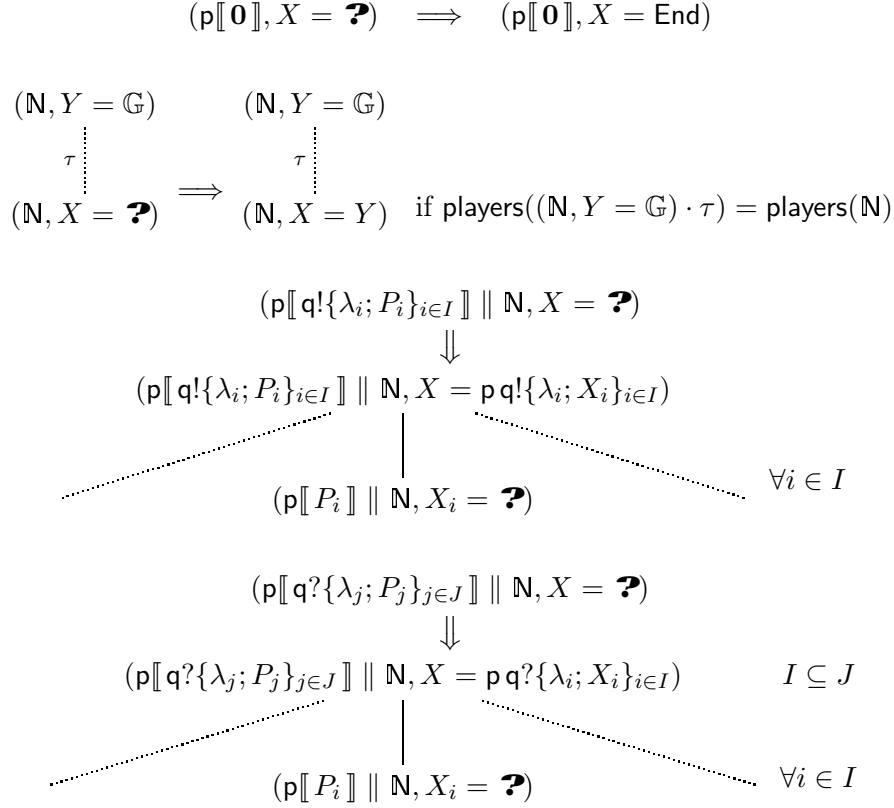 (p⟦ 𝟎 ⟧, X = ?) ⟹ (p⟦ 𝟎 ⟧, X = End)
(ℕ, Y = 𝔾) (ℕ, Y = 𝔾)
τ τ
(ℕ, X = ?) ⟹ (ℕ, X = Y) if players((ℕ, Y = 𝔾) · τ) = players(ℕ)
(p⟦ q!{λᵢ; Pᵢ}ᵢ∈I ⟧ ∥ ℕ, X = ?)
⇓
(p⟦ q!{λᵢ; Pᵢ}ᵢ∈I ⟧ ∥ ℕ, X = p q!{λᵢ; Xᵢ}ᵢ∈I)
(p⟦ Pᵢ ⟧ ∥ ℕ, Xᵢ = ?) ∀i ∈ I
(p⟦ q?{λⱼ; Pⱼ}ⱼ∈J ⟧ ∥ ℕ, X = ?)
⇓
(p⟦ q?{λⱼ; Pⱼ}ⱼ∈J ⟧ ∥ ℕ, X = p q?{λᵢ; Xᵢ}ᵢ∈I) I ⊆ J
(p⟦ Pᵢ ⟧ ∥ ℕ, Xᵢ = ?) ∀i ∈ I